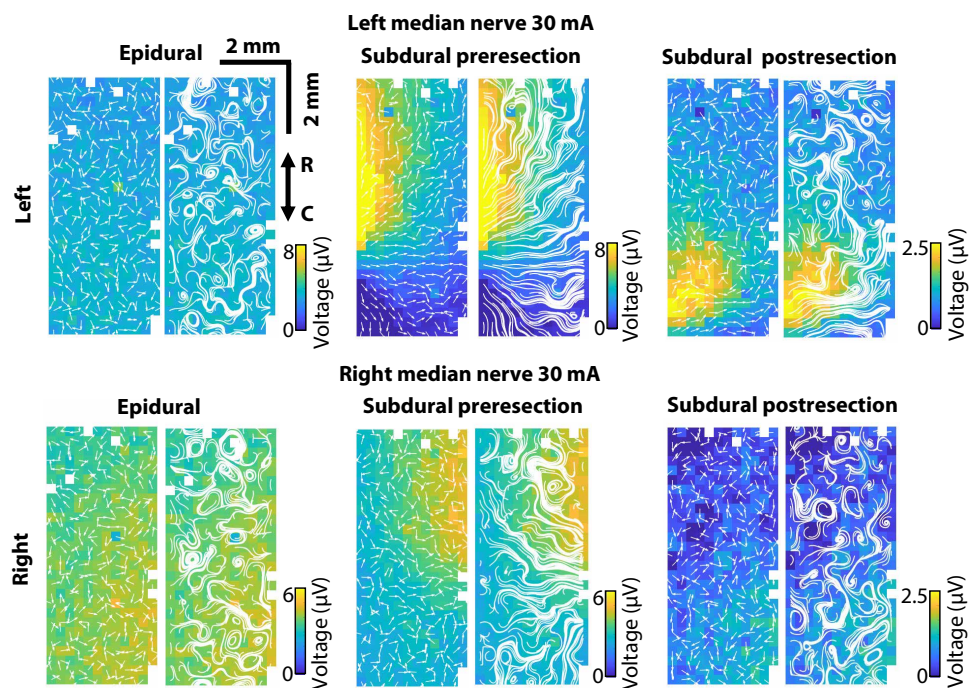 Left median nerve 30 mA
Epidural
2 mm
Subdural preresection
Subdural postresection
2 mm
R
C
Left
8
0
Voltage (µV)
8
0
Voltage (µV)
2.5
0
Voltage (µV)
Right median nerve 30 mA
Epidural
Subdural preresection
Subdural postresection
Right
6
0
Voltage (µV)
6
0
Voltage (µV)
2.5
0
Voltage (µV)